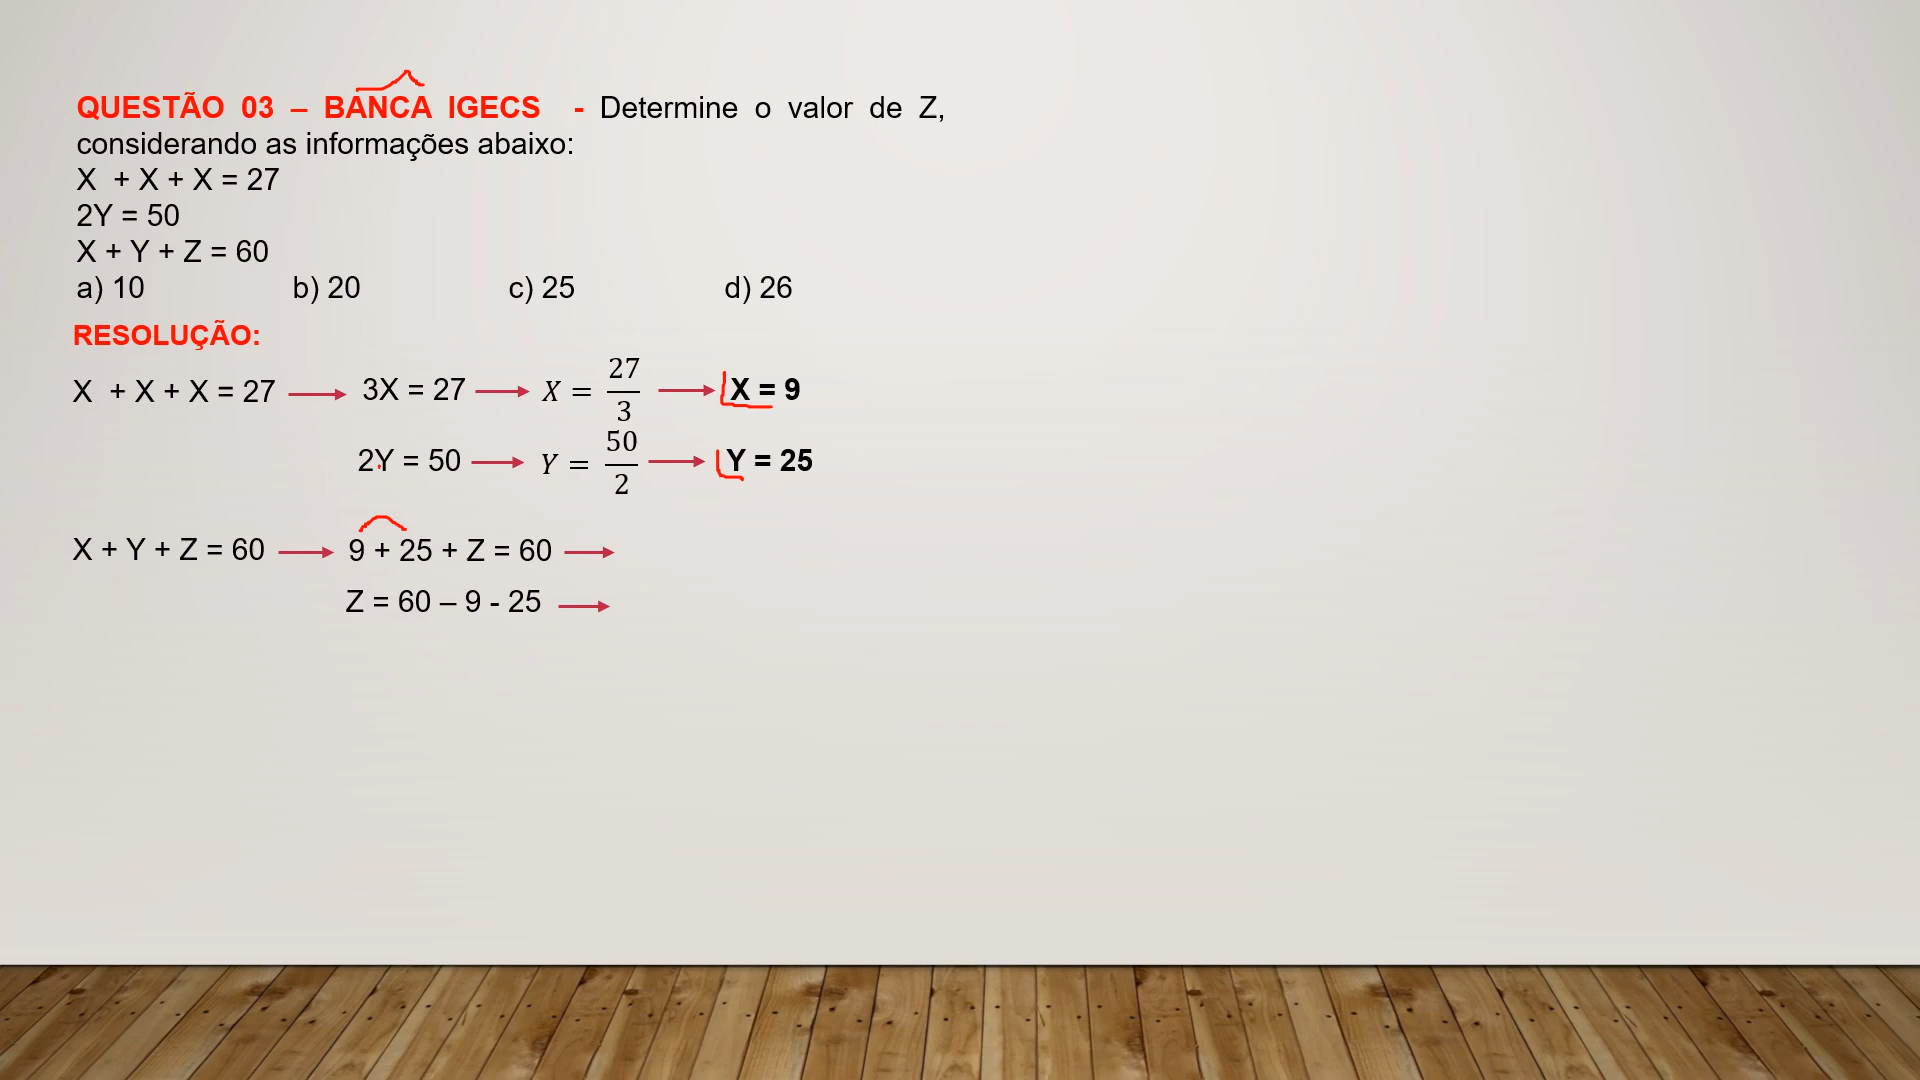 QUESTÃO 03 – BANCA IGECS - Determine o valor de Z,
considerando as informações abaixo:
X + X + X = 27
2Y = 50
X + Y + Z = 60
a) 10 b) 20 c) 25 d) 26
RESOLUÇÃO:
X + X + X = 27 → 3X = 27 → X = 27/3 → X = 9
2Y = 50 → Y = 50/2 → Y = 25
X + Y + Z = 60 → 9 + 25 + Z = 60 →
Z = 60 – 9 - 25 →